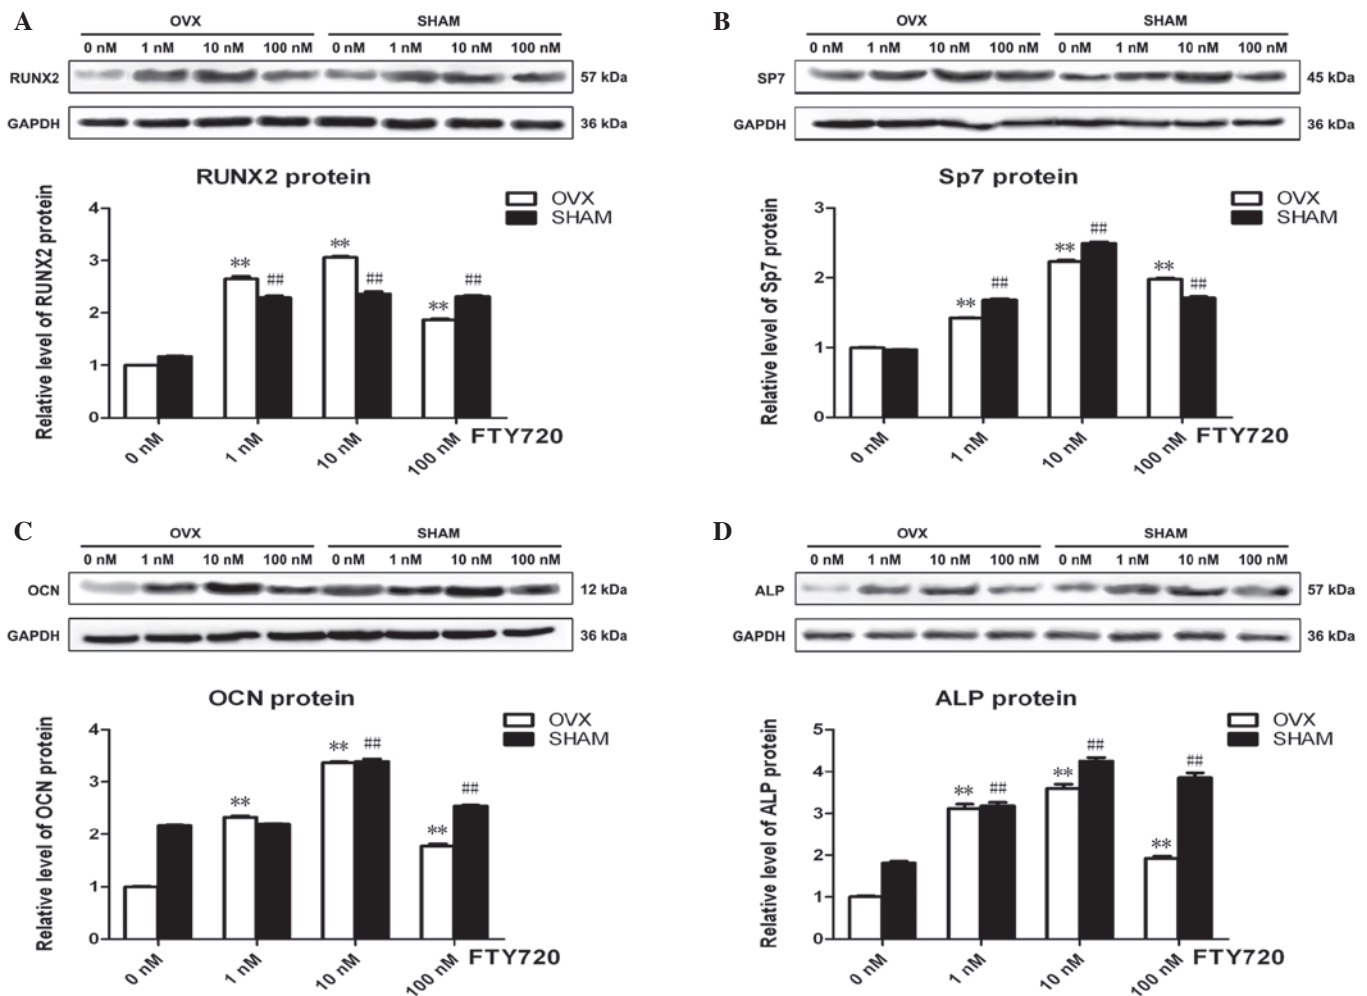 A
OVX SHAM
0 nM 1 nM 10 nM 100 nM 0 nM 1 nM 10 nM 100 nM
RUNX2 57 kDa
GAPDH 36 kDa
RUNX2 protein
OVX
SHAM
Relative level of RUNX2 protein
4
3
2
1
0
** ## ** ## ** ##
0 nM 1 nM 10 nM 100 nM FTY720
B
OVX SHAM
0 nM 1 nM 10 nM 100 nM 0 nM 1 nM 10 nM 100 nM
SP7 45 kDa
GAPDH 36 kDa
Sp7 protein
OVX
SHAM
Relative level of Sp7 protein
3
2
1
0
** ## ** ## ** ##
0 nM 1 nM 10 nM 100 nM FTY720
C
OVX SHAM
0 nM 1 nM 10 nM 100 nM 0 nM 1 nM 10 nM 100 nM
OCN 12 kDa
GAPDH 36 kDa
OCN protein
OVX
SHAM
Relative level of OCN protein
4
3
2
1
0
** ** ## ** ##
0 nM 1 nM 10 nM 100 nM FTY720
D
OVX SHAM
0 nM 1 nM 10 nM 100 nM 0 nM 1 nM 10 nM 100 nM
ALP 57 kDa
GAPDH 36 kDa
ALP protein
OVX
SHAM
Relative level of ALP protein
5
4
3
2
1
0
** ## ** ## ** ##
0 nM 1 nM 10 nM 100 nM FTY720